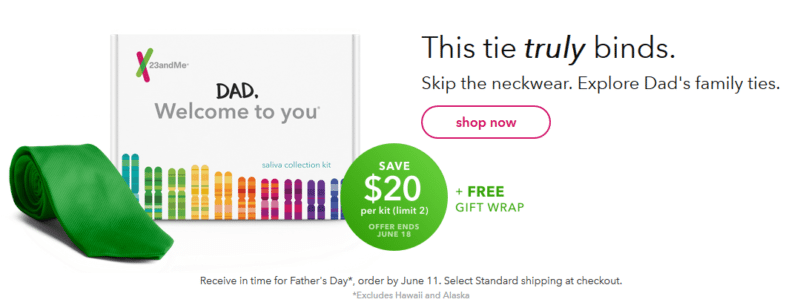 23andMe
DAD,
Welcome to you®
saliva collection kit
This tie truly binds.
Skip the neckwear. Explore Dad's family ties.
shop now
SAVE
$20
per kit (limit 2)
OFFER ENDS
JUNE 18
+ FREE
GIFT WRAP
Receive in time for Father's Day*, order by June 11. Select Standard shipping at checkout.
*Excludes Hawaii and Alaska